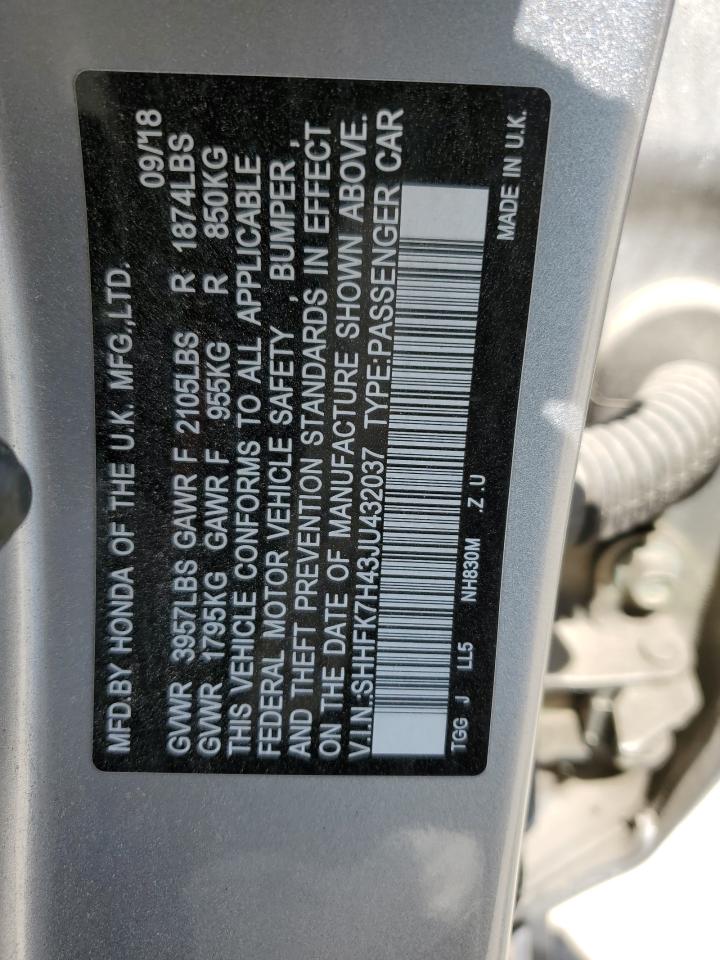 MFD.BY HONDA OF THE U.K. MFG.,LTD. 09/18
GVWR 3957LBS GAWR F 2105LBS R 1874LBS
GVWR 1795KG GAWR F 955KG R 850KG
THIS VEHICLE CONFORMS TO ALL APPLICABLE
FEDERAL MOTOR VEHICLE SAFETY , BUMPER ,
AND THEFT PREVENTION STANDARDS IN EFFECT
ON THE DATE OF MANUFACTURE SHOWN ABOVE.
V.I.N.:SHHFK7H43JU432037 TYPE:PASSENGER CAR
TGG J LL5 NH830M .Z .U
MADE IN U.K.